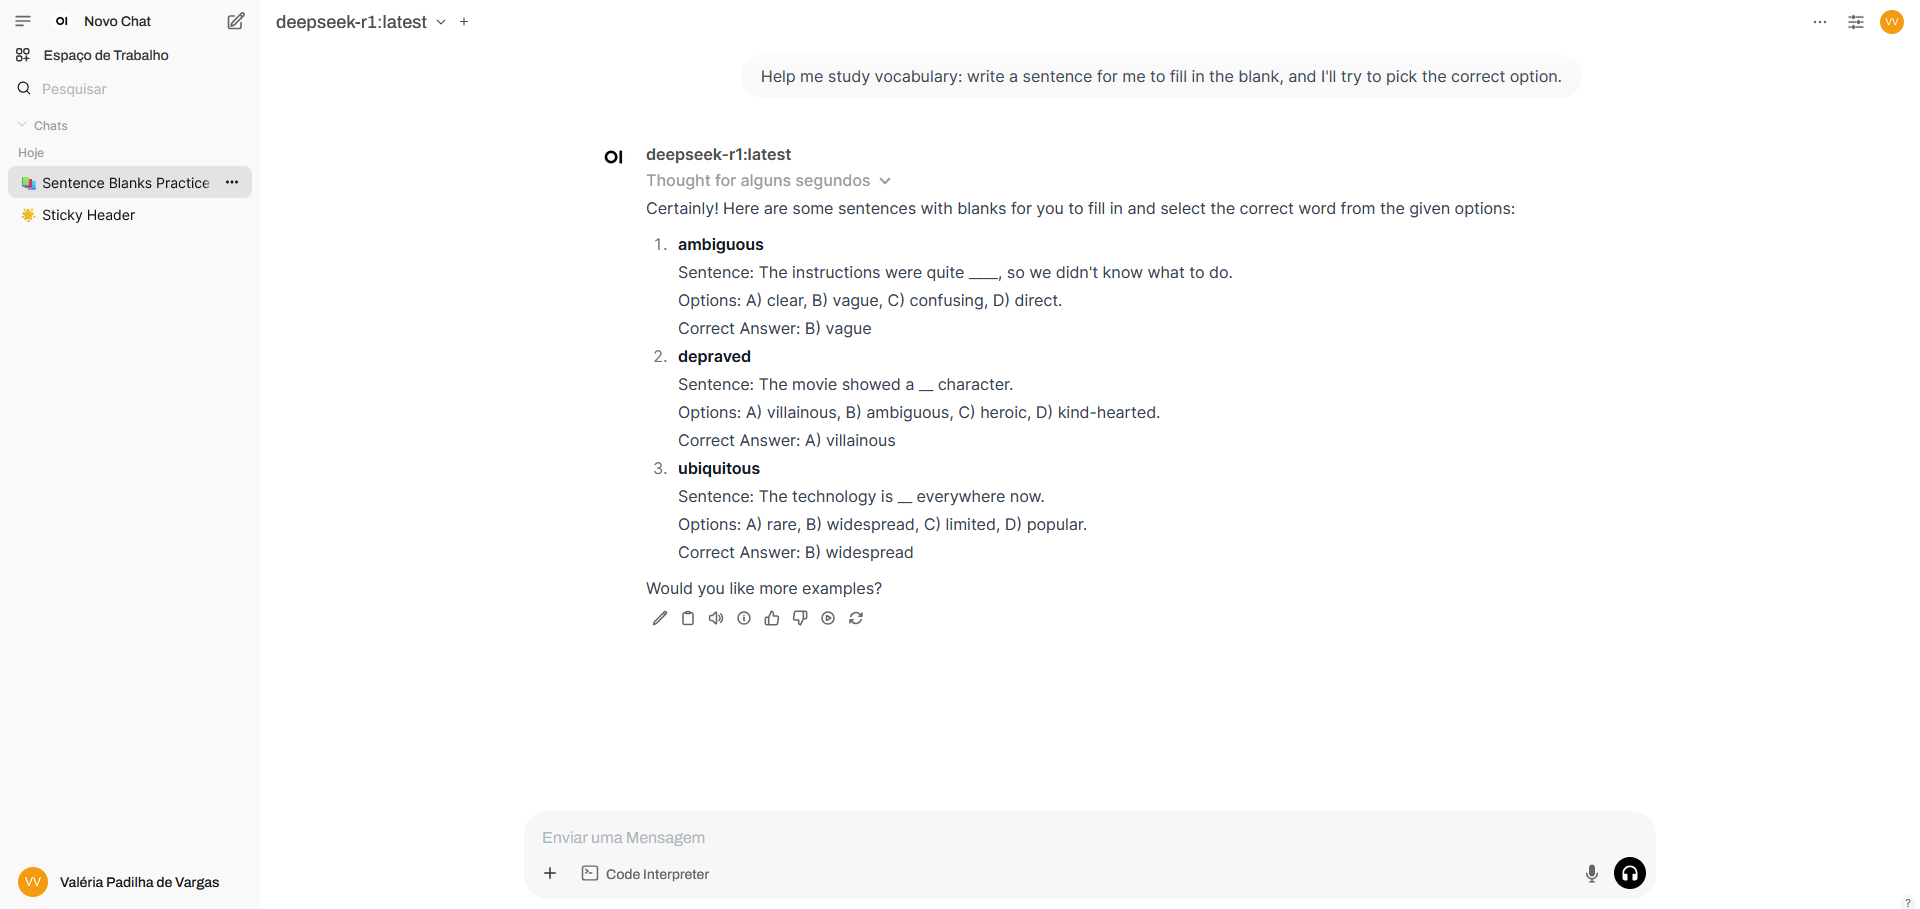 OI Novo Chat
Espaço de Trabalho
Pesquisar
Chats
Hoje
Sentence Blanks Practice
Sticky Header
VV Valéria Padilha de Vargas
deepseek-r1:latest
VV
Help me study vocabulary: write a sentence for me to fill in the blank, and I'll try to pick the correct option.
OI deepseek-r1:latest
Thought for alguns segundos
Certainly! Here are some sentences with blanks for you to fill in and select the correct word from the given options:
1. ambiguous
Sentence: The instructions were quite ____, so we didn't know what to do.
Options: A) clear, B) vague, C) confusing, D) direct.
Correct Answer: B) vague
2. depraved
Sentence: The movie showed a __ character.
Options: A) villainous, B) ambiguous, C) heroic, D) kind-hearted.
Correct Answer: A) villainous
3. ubiquitous
Sentence: The technology is __ everywhere now.
Options: A) rare, B) widespread, C) limited, D) popular.
Correct Answer: B) widespread
Would you like more examples?
Enviar uma Mensagem
Code Interpreter
?